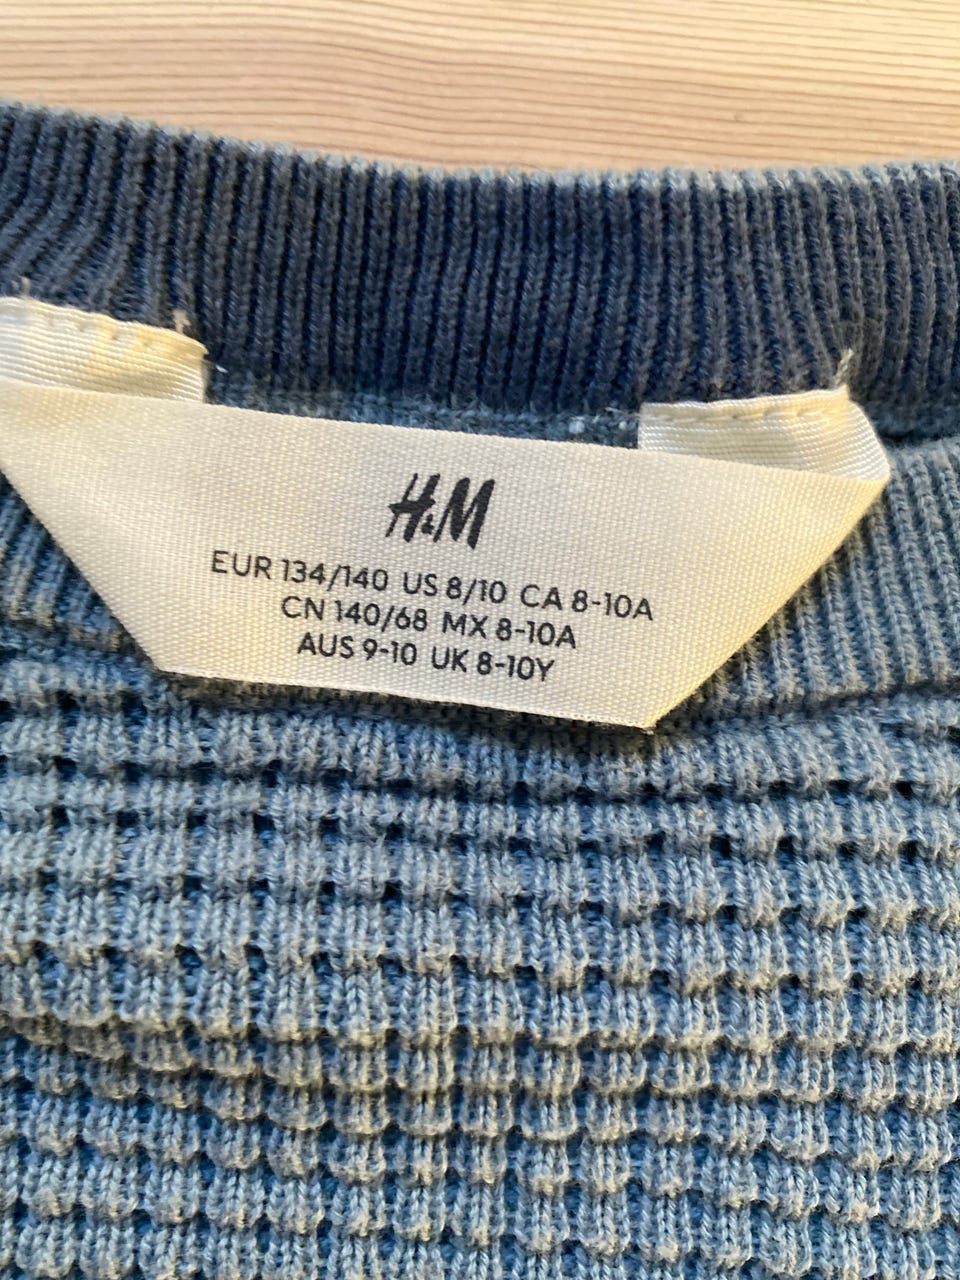 H&M
EUR 134/140 US 8/10 CA 8-10A
CN 140/68 MX 8-10A
AUS 9-10 UK 8-10Y